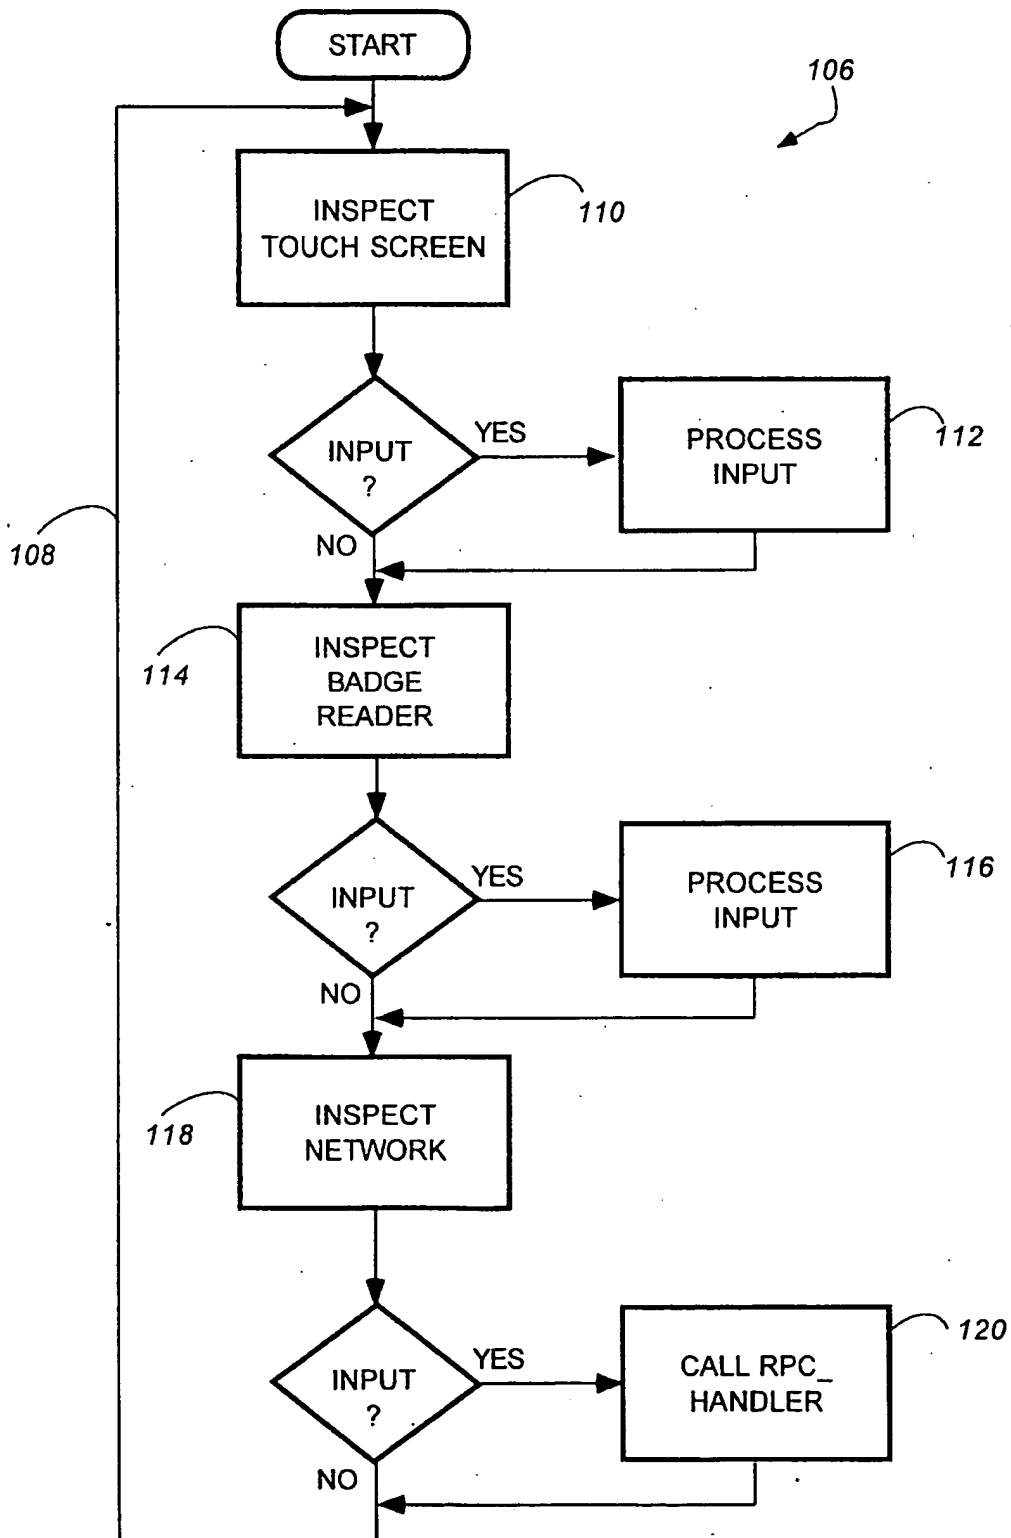 START
106
INSPECT
TOUCH SCREEN
110
INPUT
?
YES
PROCESS
INPUT
112
NO
108
INSPECT
BADGE
READER
114
INPUT
?
YES
PROCESS
INPUT
116
NO
INSPECT
NETWORK
118
INPUT
?
YES
CALL RPC_
HANDLER
120
NO